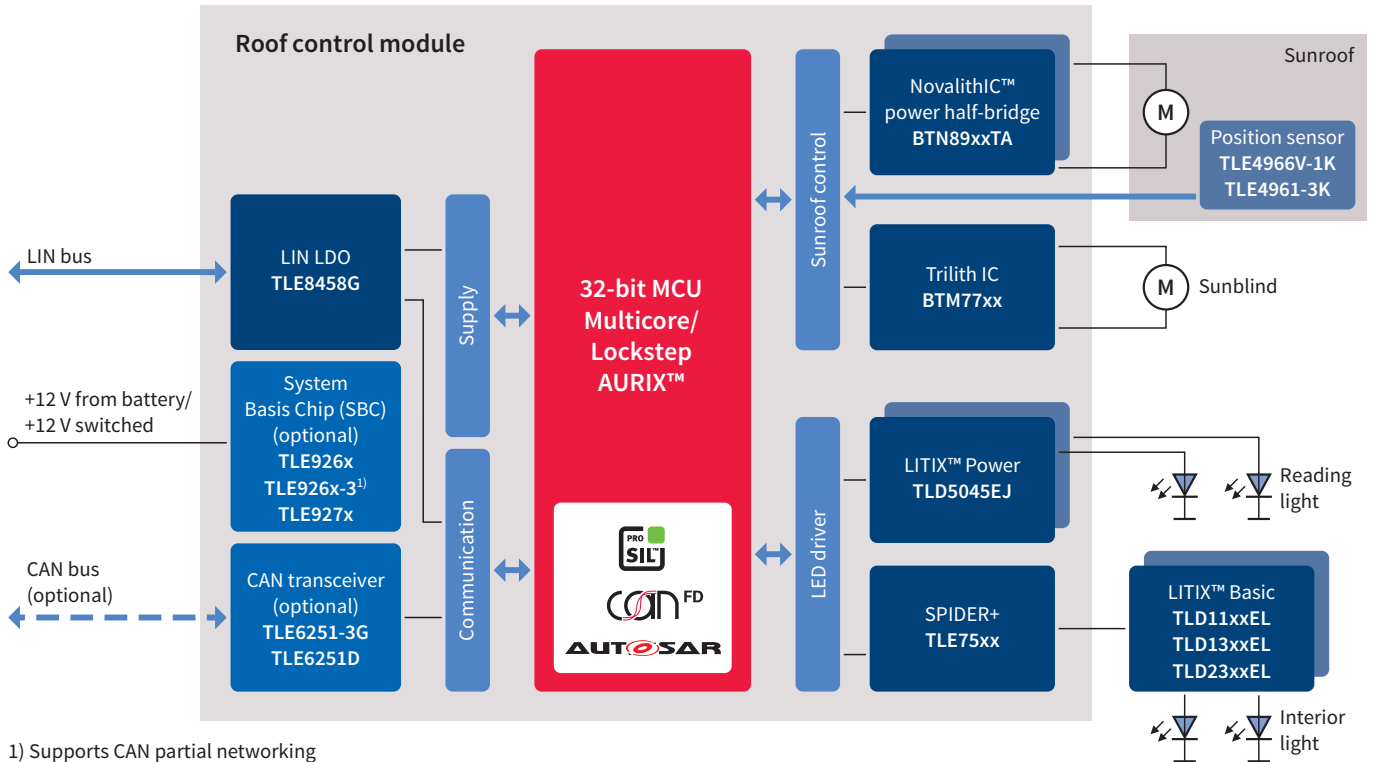 Roof control module
LIN bus
+12 V from battery/
+12 V switched
CAN bus
(optional)
LIN LDO
TLE8458G
System
Basis Chip (SBC)
(optional)
TLE926x
TLE926x-3¹⁾
TLE927x
CAN transceiver
(optional)
TLE6251-3G
TLE6251D
Supply
Communication
32-bit MCU
Multicore/
Lockstep
AURIX™
PRO
SIL™
CAN FD
AUTOSAR
Sunroof control
LED driver
NovalithIC™
power half-bridge
BTN89xxTA
Trilith IC
BTM77xx
LITIX™ Power
TLD5045EJ
SPIDER+
TLE75xx
Sunroof
M
Position sensor
TLE4966V-1K
TLE4961-3K
M
Sunblind
Reading
light
LITIX™ Basic
TLD11xxEL
TLD13xxEL
TLD23xxEL
Interior
light
1) Supports CAN partial networking